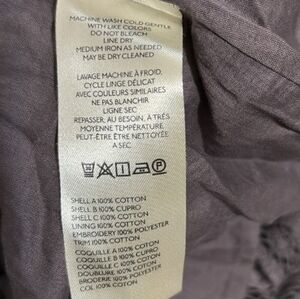 MACHINE WASH COLD GENTLE
WITH LIKE COLORS
DO NOT BLEACH
LINE DRY
MEDIUM IRON AS NEEDED
MAY BE DRY CLEANED
LAVAGE MACHINE À FROID,
CYCLE LINGE DÉLICAT
AVEC COULEURS SIMILAIRES
NE PAS BLANCHIR
LIGNE SEC
REPASSER, AU BESOIN, À TRÈS
MOYENNE TEMPÉRATURE
PEUT-ÊTRE ÊTRE NETTOYÉE
A SEC
P
SHELL A 100% COTTON
SHELL B 100% CUPRO
SHELL C 100% COTTON
LINING 100% COTTON
EMBROIDERY 100% POLYESTER
TRIM 100% COTTON
COQUILLE A 100% COTON
COQUILLE B 100% CUPRO
COQUILLE C 100% COTON
DOUBLURE 100% COTON
BRODERIE 100% POLYESTER
COL 100% COTON